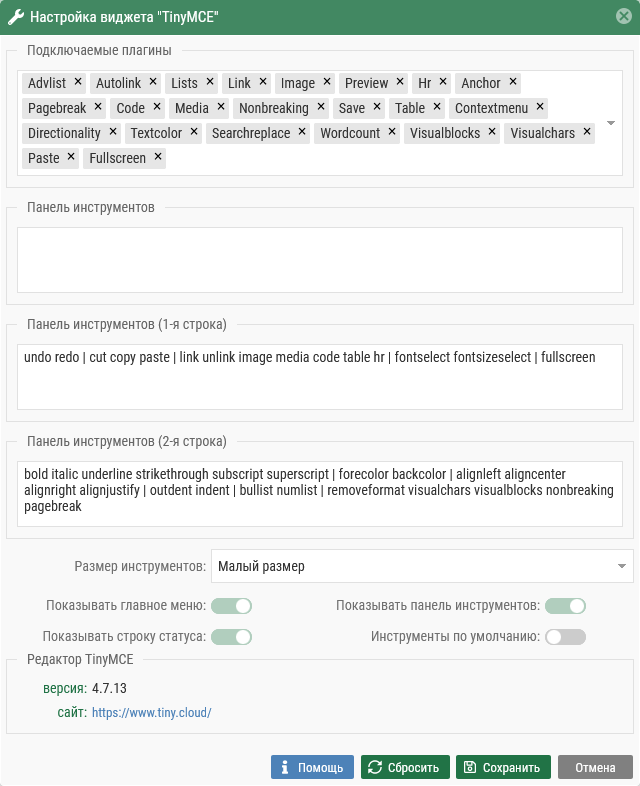 Настройка виджета "TinyMCE"
Подключаемые плагины
Advlist × Autolink × Lists × Link × Image × Preview × Hr × Anchor ×
Pagebreak × Code × Media × Nonbreaking × Save × Table × Contextmenu ×
Directionality × Textcolor × Searchreplace × Wordcount × Visualblocks × Visualchars ×
Paste × Fullscreen ×
Панель инструментов
Панель инструментов (1-я строка)
undo redo | cut copy paste | link unlink image media code table hr | fontselect fontsizeselect | fullscreen
Панель инструментов (2-я строка)
bold italic underline strikethrough subscript superscript | forecolor backcolor | alignleft aligncenter
alignright alignjustify | outdent indent | bullist numlist | removeformat visualchars visualblocks nonbreaking
pagebreak
Размер инструментов: Малый размер
Показывать главное меню: Показывать панель инструментов:
Показывать строку статуса: Инструменты по умолчанию:
Редактор TinyMCE
версия: 4.7.13
сайт: https://www.tiny.cloud/
Помощь Сбросить Сохранить Отмена